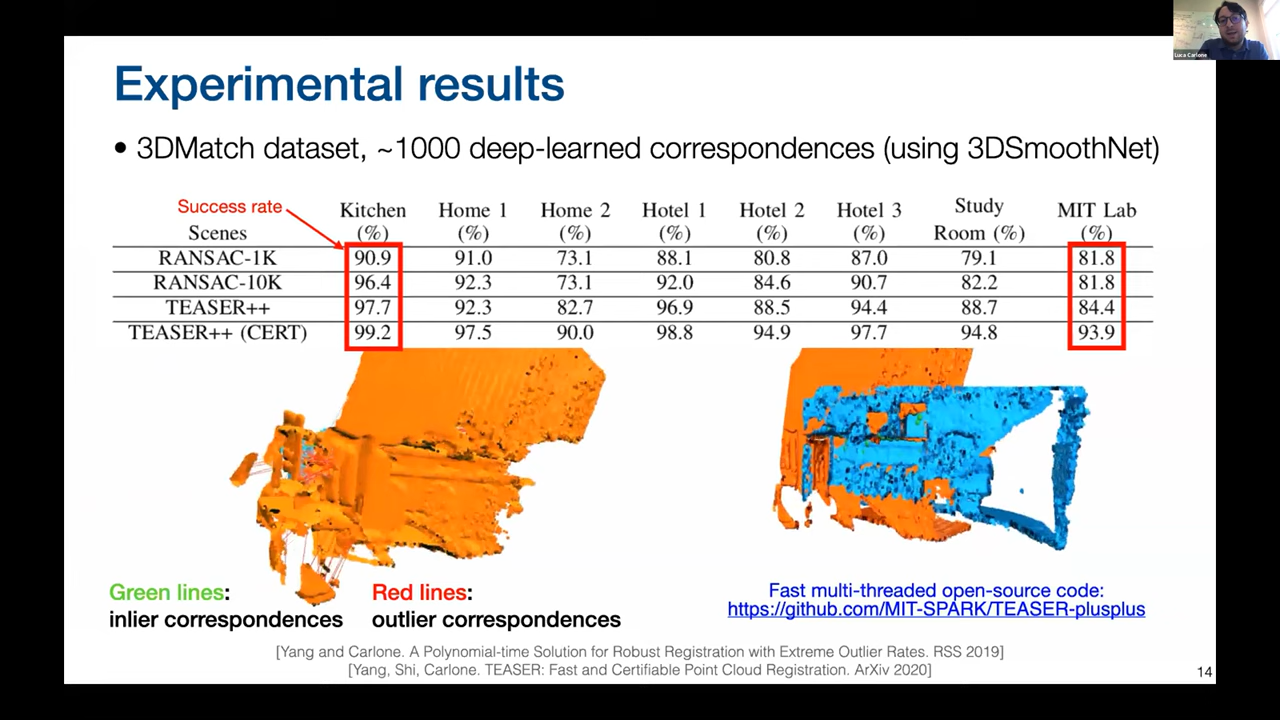 Luca Carlone
Experimental results
• 3DMatch dataset, ~1000 deep-learned correspondences (using 3DSmoothNet)
Success rate
Scenes Kitchen (%) Home 1 (%) Home 2 (%) Hotel 1 (%) Hotel 2 (%) Hotel 3 (%) Study Room (%) MIT Lab (%)
RANSAC-1K 90.9 91.0 73.1 88.1 80.8 87.0 79.1 81.8
RANSAC-10K 96.4 92.3 73.1 92.0 84.6 90.7 82.2 81.8
TEASER++ 97.7 92.3 82.7 96.9 88.5 94.4 88.7 84.4
TEASER++ (CERT) 99.2 97.5 90.0 98.8 94.9 97.7 94.8 93.9
Green lines:
inlier correspondences
Red lines:
outlier correspondences
Fast multi-threaded open-source code:
https://github.com/MIT-SPARK/TEASER-plusplus
[Yang and Carlone. A Polynomial-time Solution for Robust Registration with Extreme Outlier Rates. RSS 2019]
[Yang, Shi, Carlone. TEASER: Fast and Certifiable Point Cloud Registration. ArXiv 2020]
14